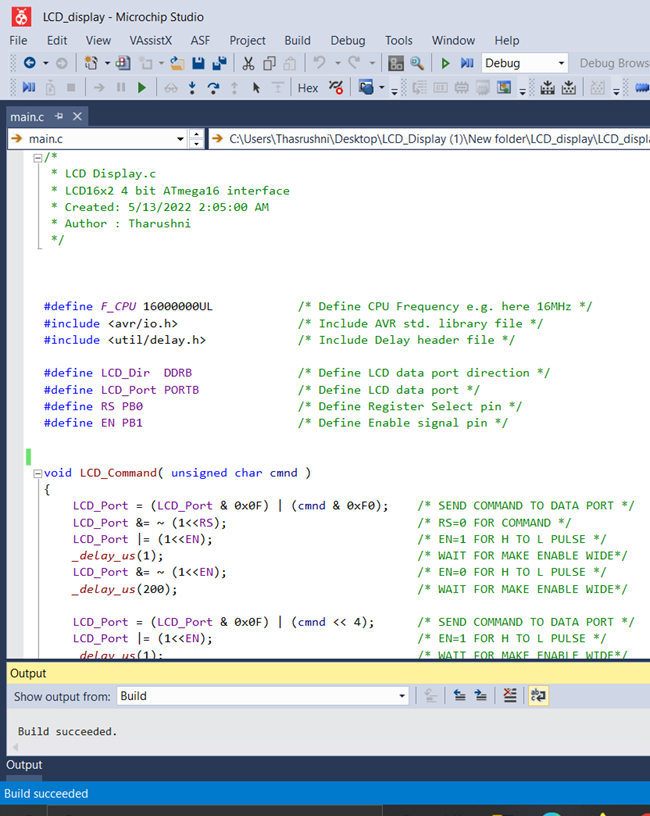 LCD_display - Microchip Studio
File Edit View VAssistX ASF Project Build Debug Tools Window Help
Debug Debug Brows
Hex
main.c
main.c C:\Users\Thasrushni\Desktop\LCD_Display (1)\New folder\LCD_display\LCD_displa
/*
* LCD Display.c
* LCD16x2 4 bit ATmega16 interface
* Created: 5/13/2022 2:05:00 AM
* Author : Tharushni
*/
#define F_CPU 16000000UL /* Define CPU Frequency e.g. here 16MHz */
#include <avr/io.h> /* Include AVR std. library file */
#include <util/delay.h> /* Include Delay header file */
#define LCD_Dir DDRB /* Define LCD data port direction */
#define LCD_Port PORTB /* Define LCD data port */
#define RS PB0 /* Define Register Select pin */
#define EN PB1 /* Define Enable signal pin */
void LCD_Command( unsigned char cmnd )
{
LCD_Port = (LCD_Port & 0x0F) | (cmnd & 0xF0); /* SEND COMMAND TO DATA PORT */
LCD_Port &= ~ (1<<RS); /* RS=0 FOR COMMAND */
LCD_Port |= (1<<EN); /* EN=1 FOR H TO L PULSE */
_delay_us(1); /* WAIT FOR MAKE ENABLE WIDE*/
LCD_Port &= ~ (1<<EN); /* EN=0 FOR H TO L PULSE */
_delay_us(200); /* WAIT FOR MAKE ENABLE WIDE*/
LCD_Port = (LCD_Port & 0x0F) | (cmnd << 4); /* SEND COMMAND TO DATA PORT */
LCD_Port |= (1<<EN); /* EN=1 FOR H TO L PULSE */
_delay_us(1); /* WAIT FOR MAKE ENABLE WIDE*/
Output
Show output from: Build
Build succeeded.
Output
Build succeeded